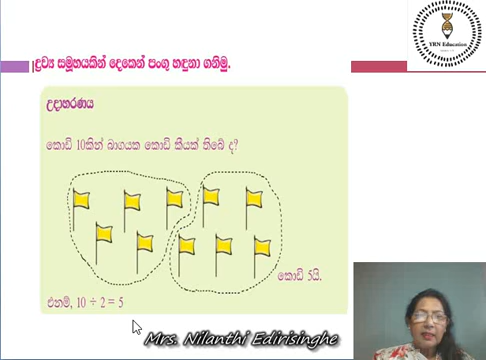 YRN Education
ද්‍රව්‍ය සමූහයකින් දෙකෙන් පංගු හඳුනා ගනිමු.
උදාහරණය
කොඩි 10කින් බාගයක කොඩි කීයක් තිබේ ද?
කොඩි 5යි.
එනම්, 10 ÷ 2 = 5
Mrs. Nilanthi Edirisinghe